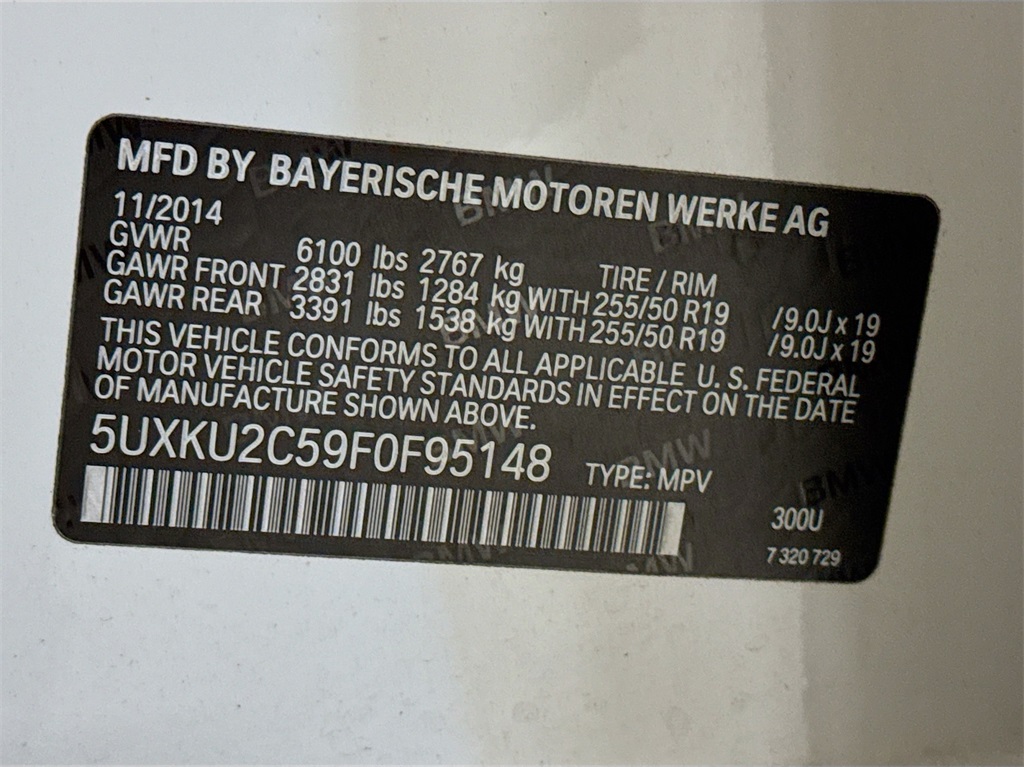 MFD BY BAYERISCHE MOTOREN WERKE AG
11/2014
GVWR 6100 lbs 2767 kg TIRE / RIM
GAWR FRONT 2831 lbs 1284 kg WITH 255/50 R19 /9.0J x 19
GAWR REAR 3391 lbs 1538 kg WITH 255/50 R19 /9.0J x 19
THIS VEHICLE CONFORMS TO ALL APPLICABLE U. S. FEDERAL
MOTOR VEHICLE SAFETY STANDARDS IN EFFECT ON THE DATE
OF MANUFACTURE SHOWN ABOVE.
5UXKU2C59F0F95148 TYPE: MPV
300U
7 320 729